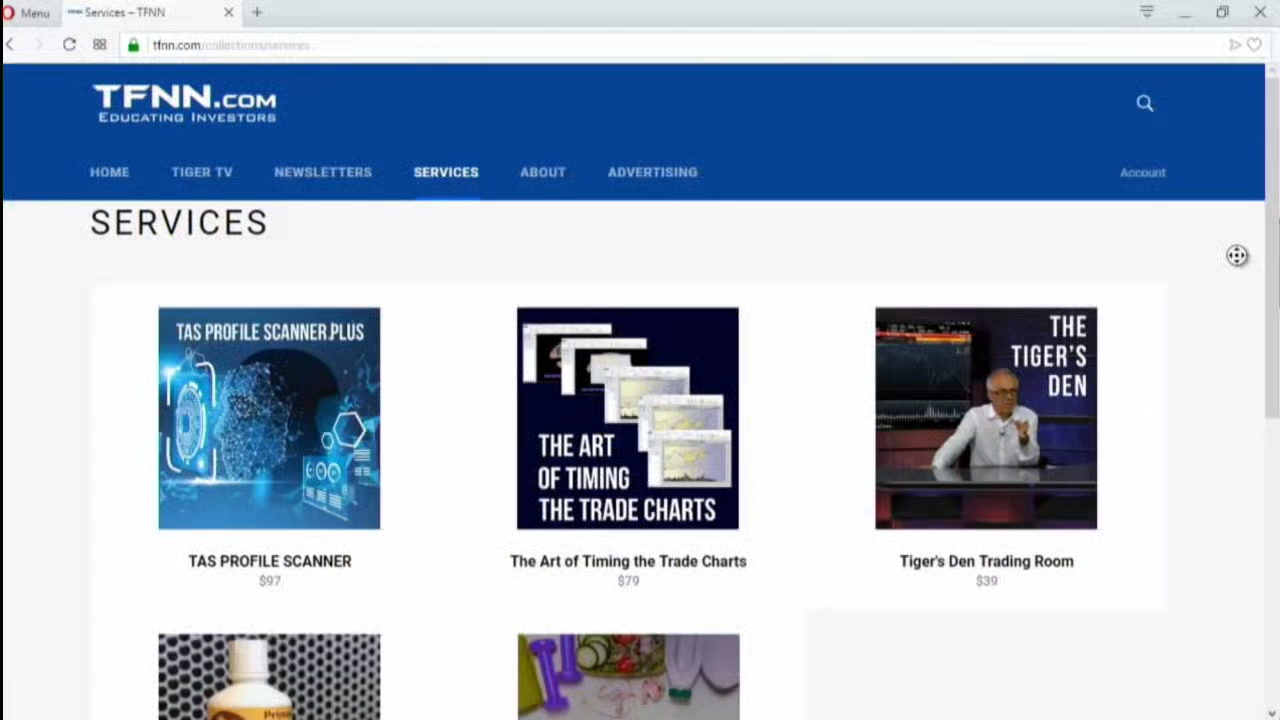 Menu
Services – TFNN
tfnn.com/collections/services
TFNN.COM
EDUCATING INVESTORS
HOME
TIGER TV
NEWSLETTERS
SERVICES
ABOUT
ADVERTISING
Account
SERVICES
TAS PROFILE SCANNER PLUS
THE ART
OF TIMING
THE TRADE CHARTS
THE
TIGER'S
DEN
TAS PROFILE SCANNER
$97
The Art of Timing the Trade Charts
$79
Tiger's Den Trading Room
$39